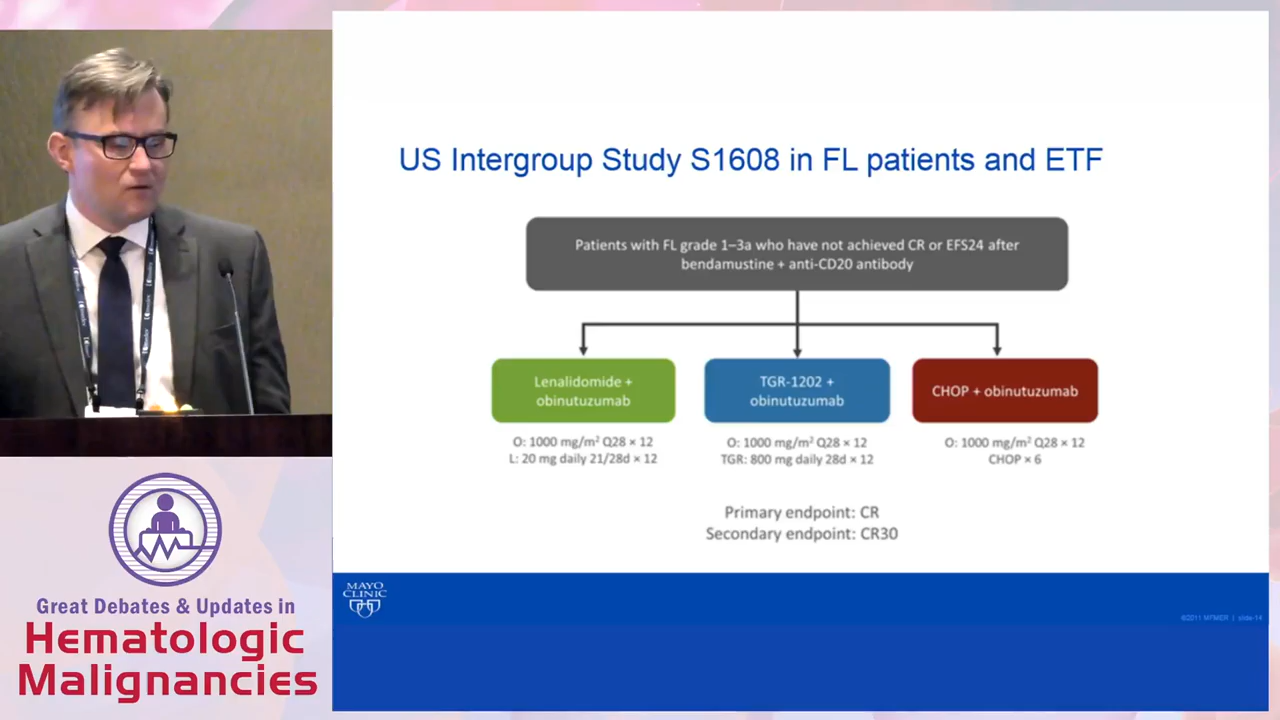 US Intergroup Study S1608 in FL patients and ETF
Patients with FL grade 1–3a who have not achieved CR or EFS24 after
bendamustine + anti-CD20 antibody
Lenalidomide +
obinutuzumab
TGR-1202 +
obinutuzumab
CHOP + obinutuzumab
O: 1000 mg/m² Q28 × 12
L: 20 mg daily 21/28d × 12
O: 1000 mg/m² Q28 × 12
TGR: 800 mg daily 28d × 12
O: 1000 mg/m² Q28 × 12
CHOP × 6
Primary endpoint: CR
Secondary endpoint: CR30
MAYO
CLINIC
©2011 MFMER | slide-14
Great Debates & Updates in
Hematologic
Malignancies